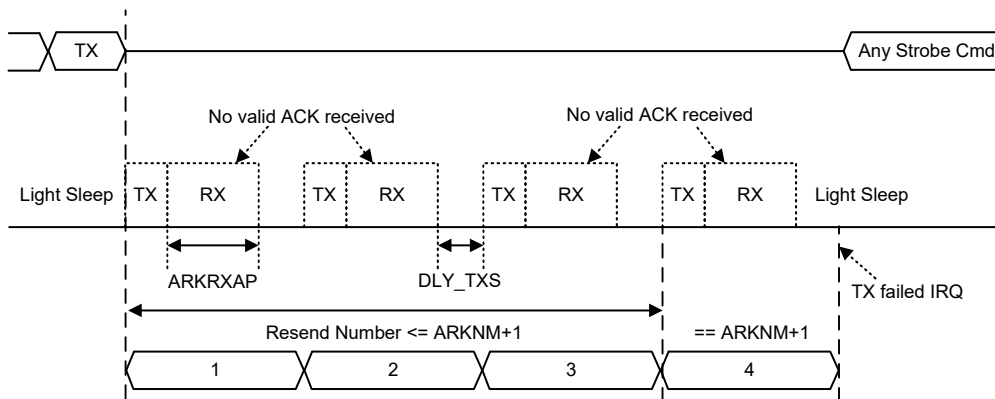 TX
Any Strobe Cmd
No valid ACK received
No valid ACK received
Light Sleep
TX
RX
TX
RX
TX
RX
TX
RX
Light Sleep
ARKRXAP
DLY_TXS
TX failed IRQ
Resend Number <= ARKNM+1
== ARKNM+1
1
2
3
4